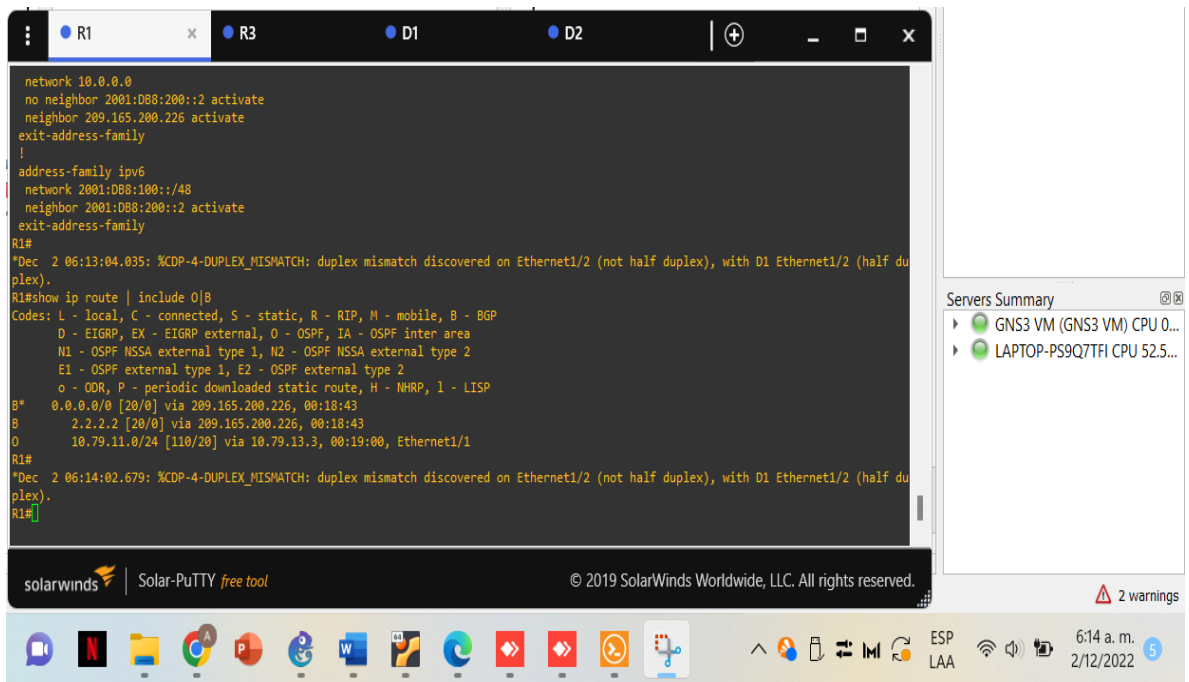 R1 × R3 D1 D2
network 10.0.0.0
no neighbor 2001:DB8:200::2 activate
neighbor 209.165.200.226 activate
exit-address-family
!
address-family ipv6
network 2001:DB8:100::/48
neighbor 2001:DB8:200::2 activate
exit-address-family
R1#
*Dec  2 06:13:04.035: %CDP-4-DUPLEX_MISMATCH: duplex mismatch discovered on Ethernet1/2 (not half duplex), with D1 Ethernet1/2 (half du
plex).
R1#show ip route | include O|B
Codes: L - local, C - connected, S - static, R - RIP, M - mobile, B - BGP
D - EIGRP, EX - EIGRP external, O - OSPF, IA - OSPF inter area
N1 - OSPF NSSA external type 1, N2 - OSPF NSSA external type 2
E1 - OSPF external type 1, E2 - OSPF external type 2
o - ODR, P - periodic downloaded static route, H - NHRP, l - LISP
B*    0.0.0.0/0 [20/0] via 209.165.200.226, 00:18:43
B        2.2.2.2 [20/0] via 209.165.200.226, 00:18:43
O        10.79.11.0/24 [110/20] via 10.79.13.3, 00:19:00, Ethernet1/1
R1#
*Dec  2 06:14:02.679: %CDP-4-DUPLEX_MISMATCH: duplex mismatch discovered on Ethernet1/2 (not half duplex), with D1 Ethernet1/2 (half du
plex).
R1#
solarwinds | Solar-PuTTY free tool
© 2019 SolarWinds Worldwide, LLC. All rights reserved.
Servers Summary
GNS3 VM (GNS3 VM) CPU 0...
LAPTOP-PS9Q7TFI CPU 52.5...
2 warnings
ESP
LAA
6:14 a. m.
2/12/2022
5